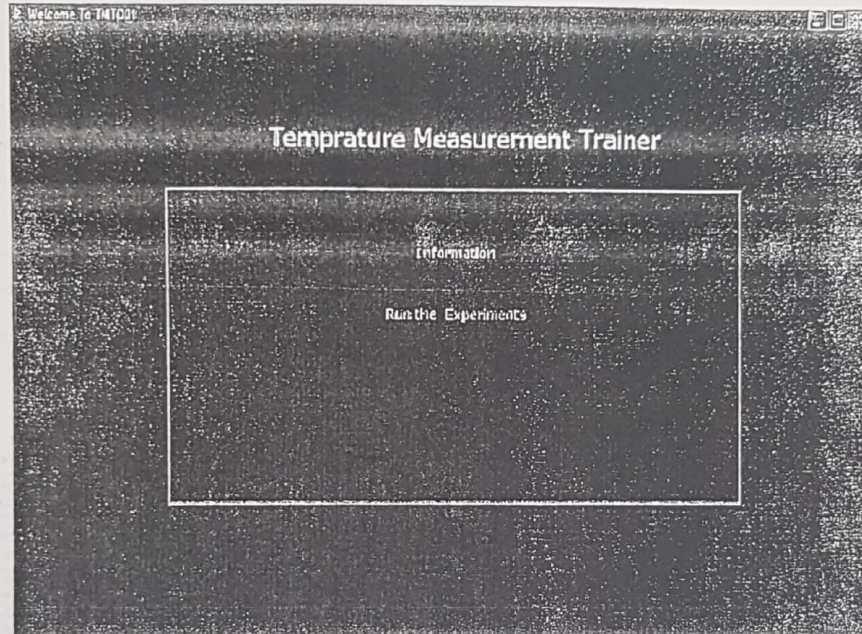 Welcome To TMT001
Temprature Measurement Trainer
Information
Run the Experiments